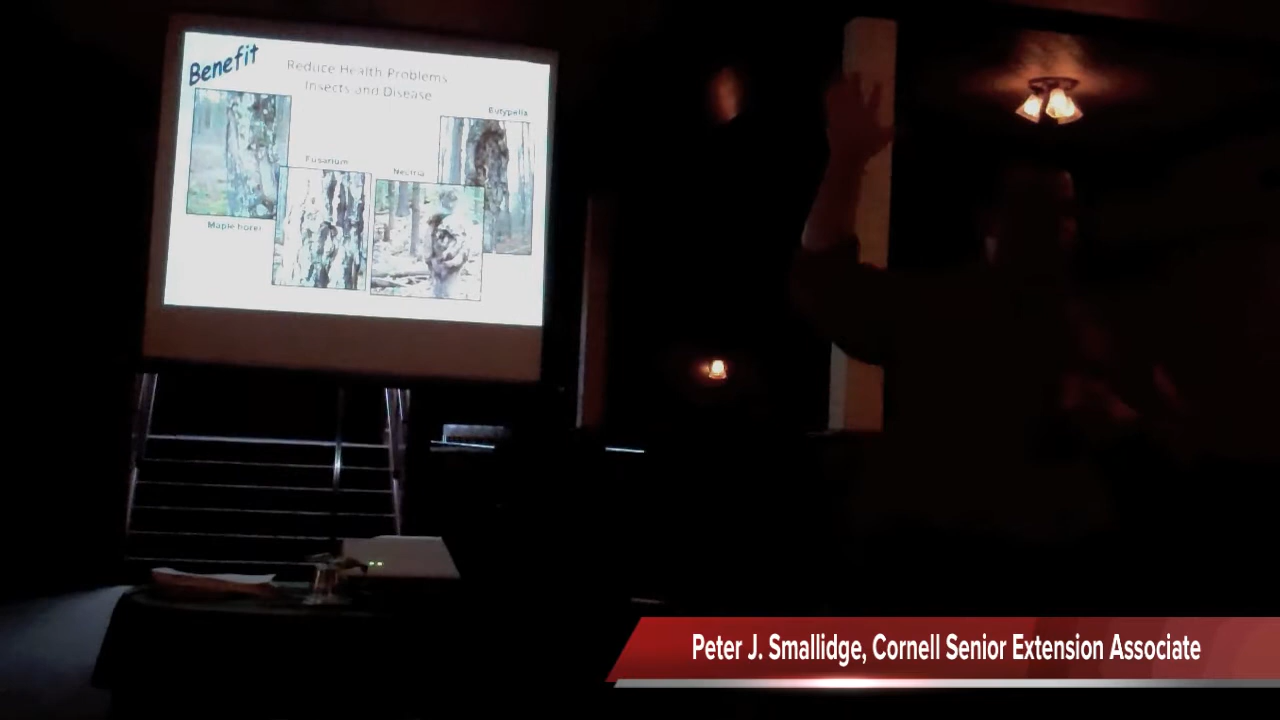 Benefit
Reduce Health Problems
Insects and Disease
Eutypella
Fusarium
Nectria
Maple borer
Peter J. Smallidge, Cornell Senior Extension Associate